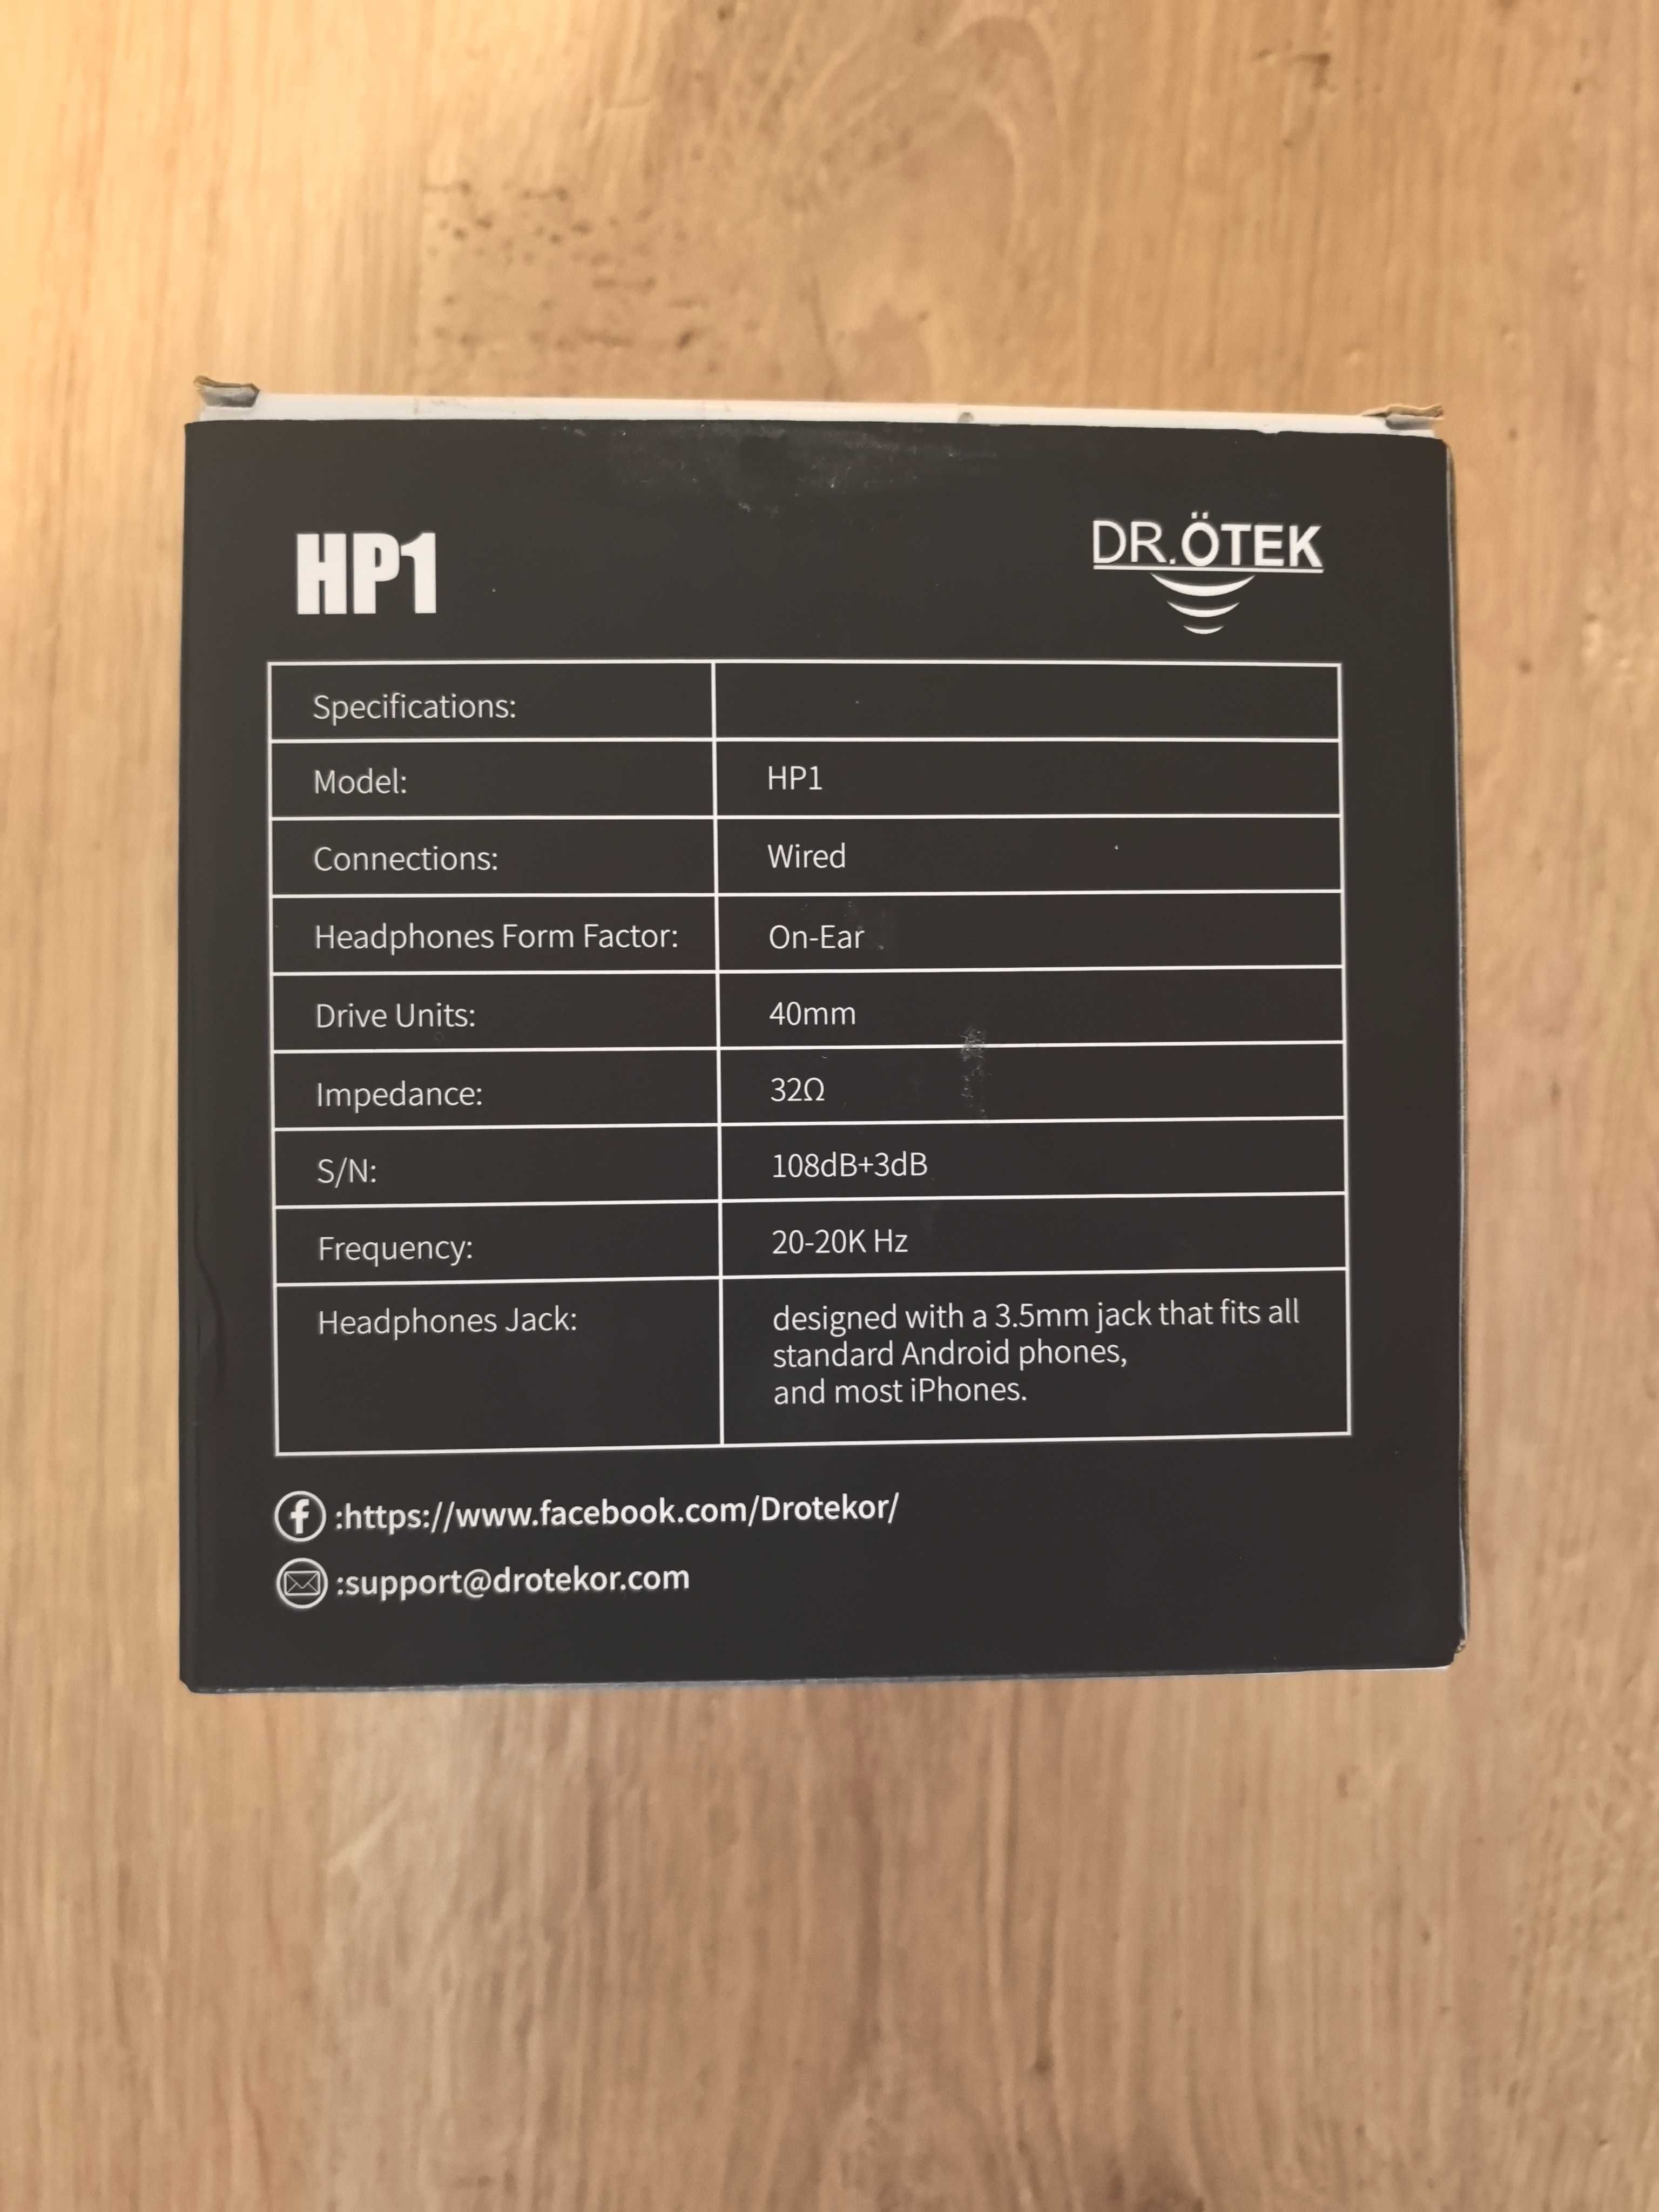 HP1
DR.ÖTEK
Specifications:
Model: HP1
Connections: Wired
Headphones Form Factor: On-Ear
Drive Units: 40mm
Impedance: 32Ω
S/N: 108dB+3dB
Frequency: 20-20K Hz
Headphones Jack: designed with a 3.5mm jack that fits all
standard Android phones,
and most iPhones.
:https://www.facebook.com/Drotekor/
:support@drotekor.com